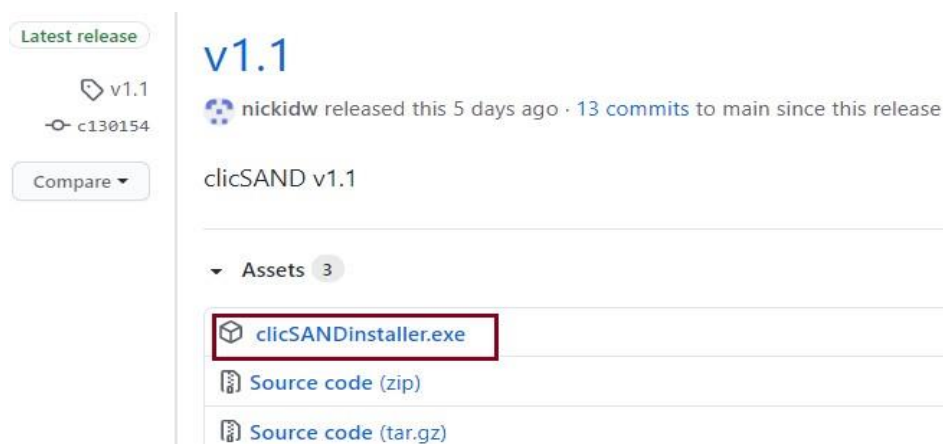 Latest release
v1.1
c130154
Compare
v1.1
nickidw released this 5 days ago · 13 commits to main since this release
clicSAND v1.1
Assets 3
clicSANDinstaller.exe
Source code (zip)
Source code (tar.gz)